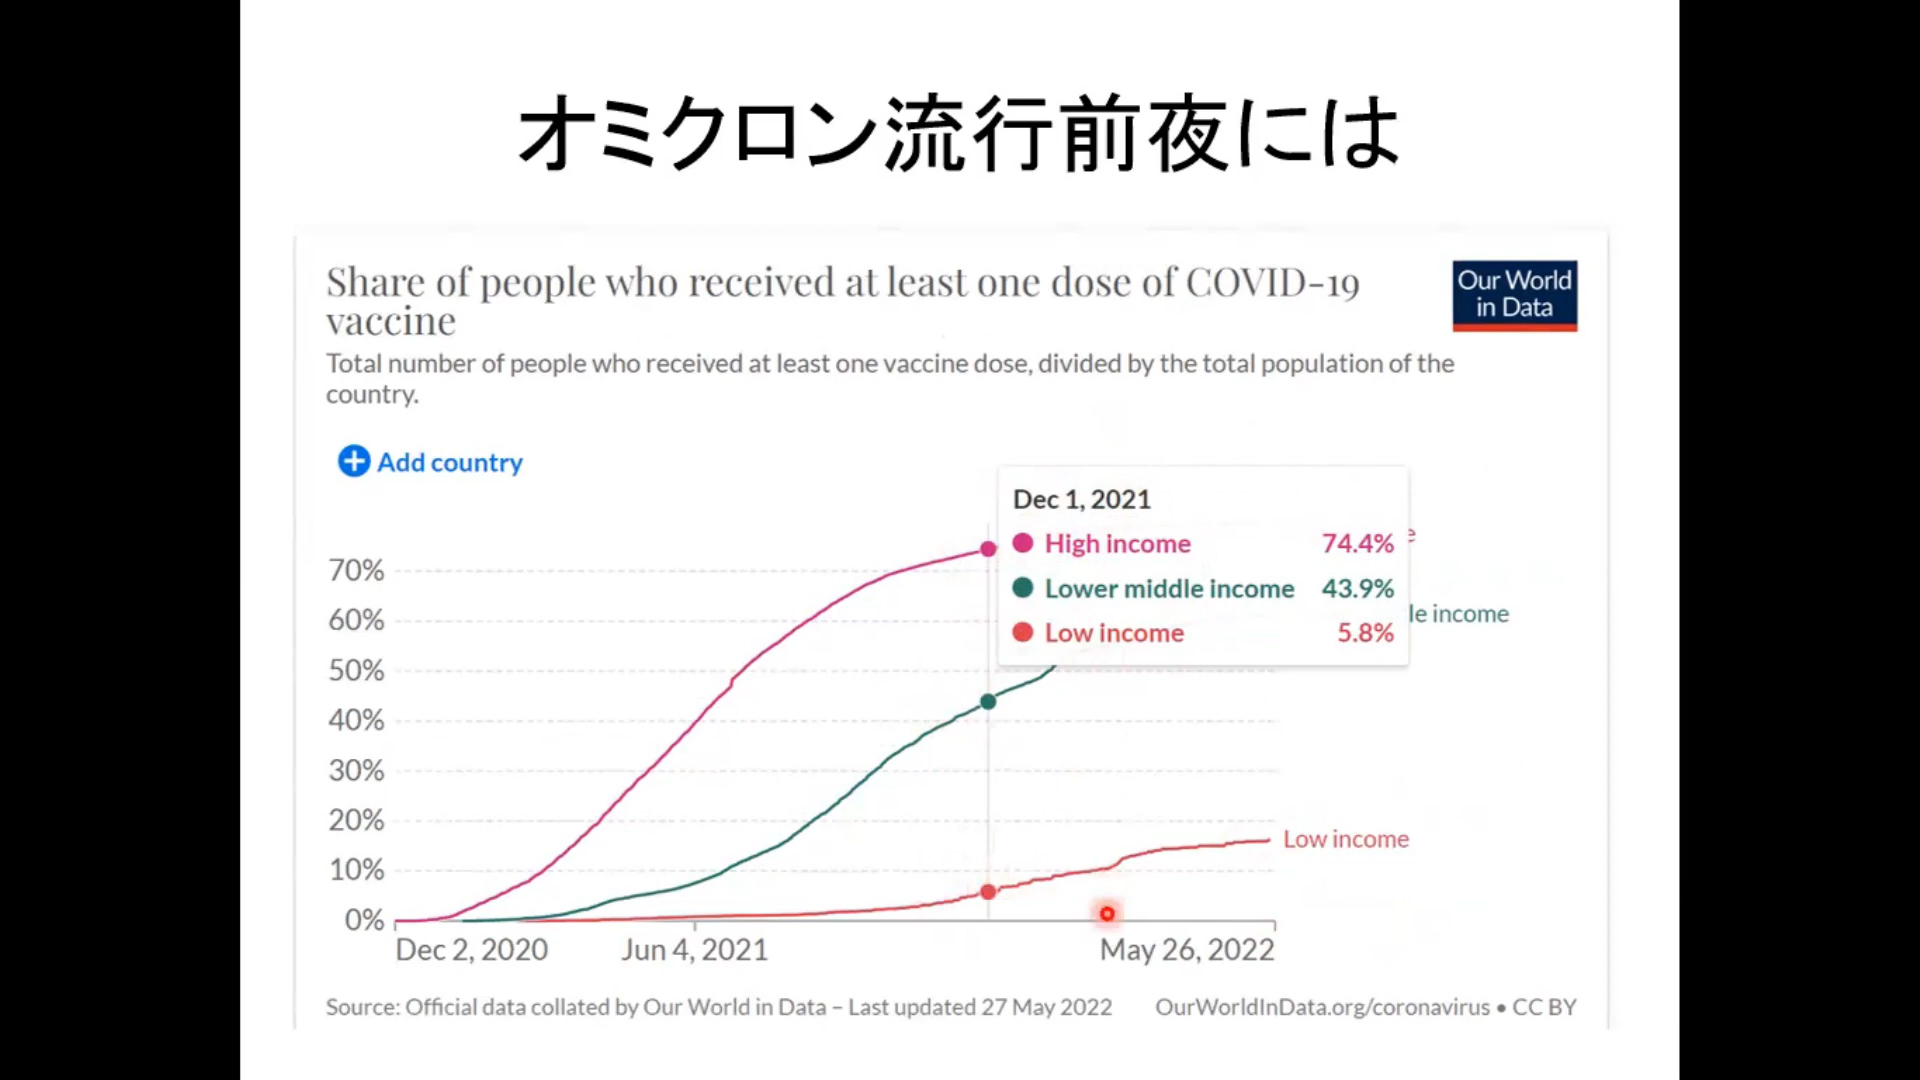 オミクロン流行前夜には
Share of people who received at least one dose of COVID-19
vaccine
Our World
in Data
Total number of people who received at least one vaccine dose, divided by the total population of the
country.
Add country
Dec 1, 2021
High income 74.4%
Lower middle income 43.9%
Low income 5.8%
e
le income
70%
60%
50%
40%
30%
20%
10%
0%
Low income
Dec 2, 2020
Jun 4, 2021
May 26, 2022
Source: Official data collated by Our World in Data – Last updated 27 May 2022
OurWorldInData.org/coronavirus • CC BY